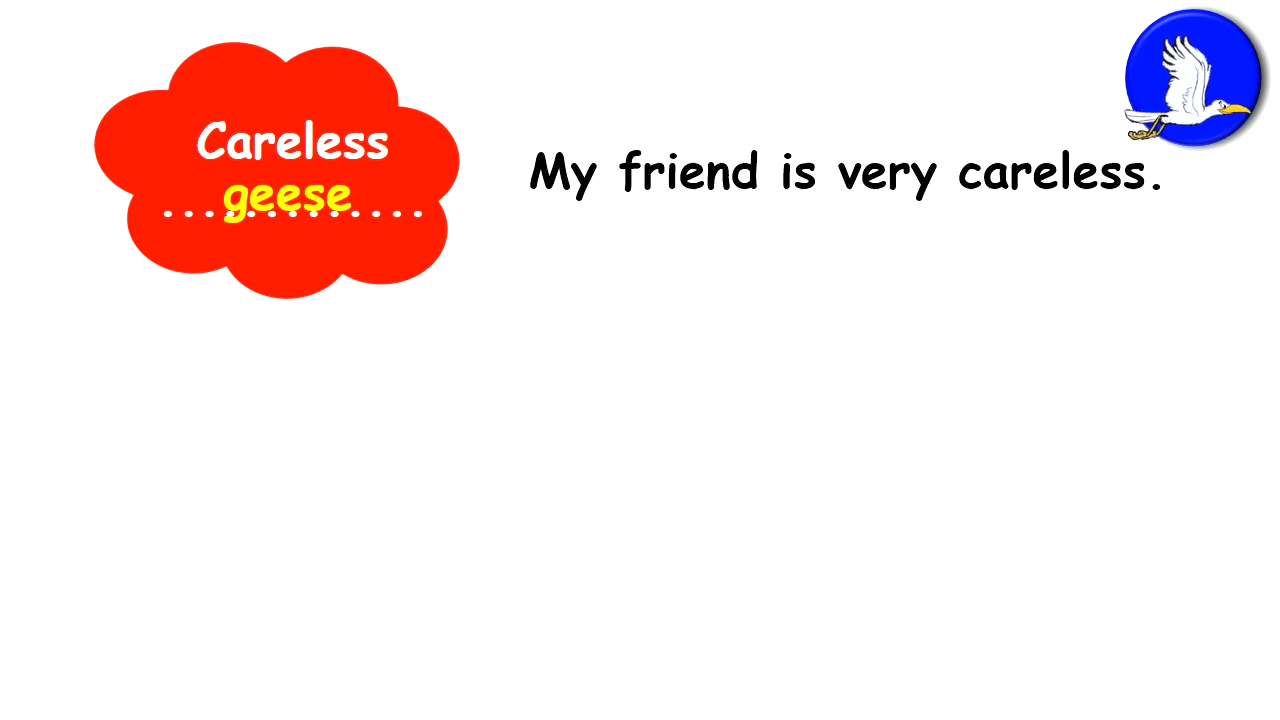 Careless
geese
..............
My friend is very careless.